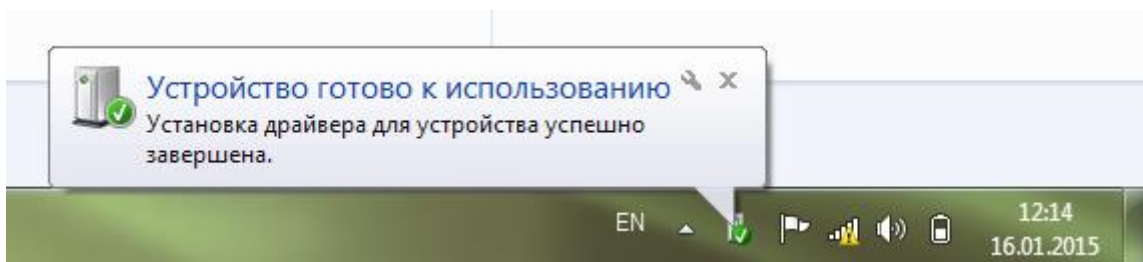 Устройство готово к использованию
Установка драйвера для устройства успешно
завершена.
EN
12:14
16.01.2015